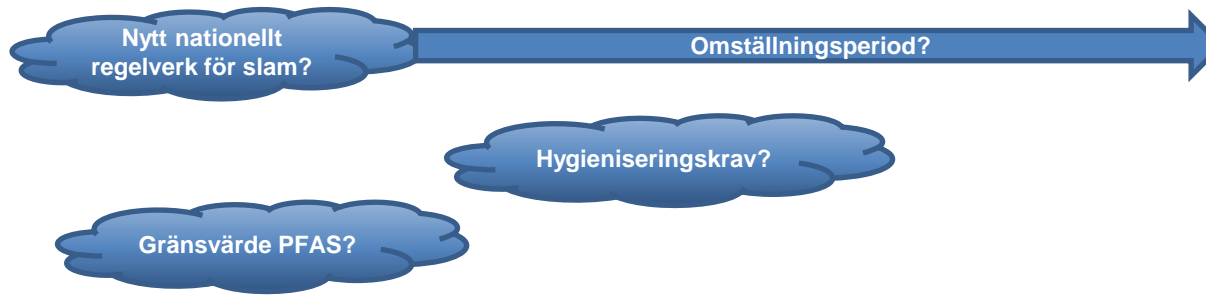 Nytt nationellt
regelverk för slam?
Omställningsperiod?
Hygieniseringskrav?
Gränsvärde PFAS?